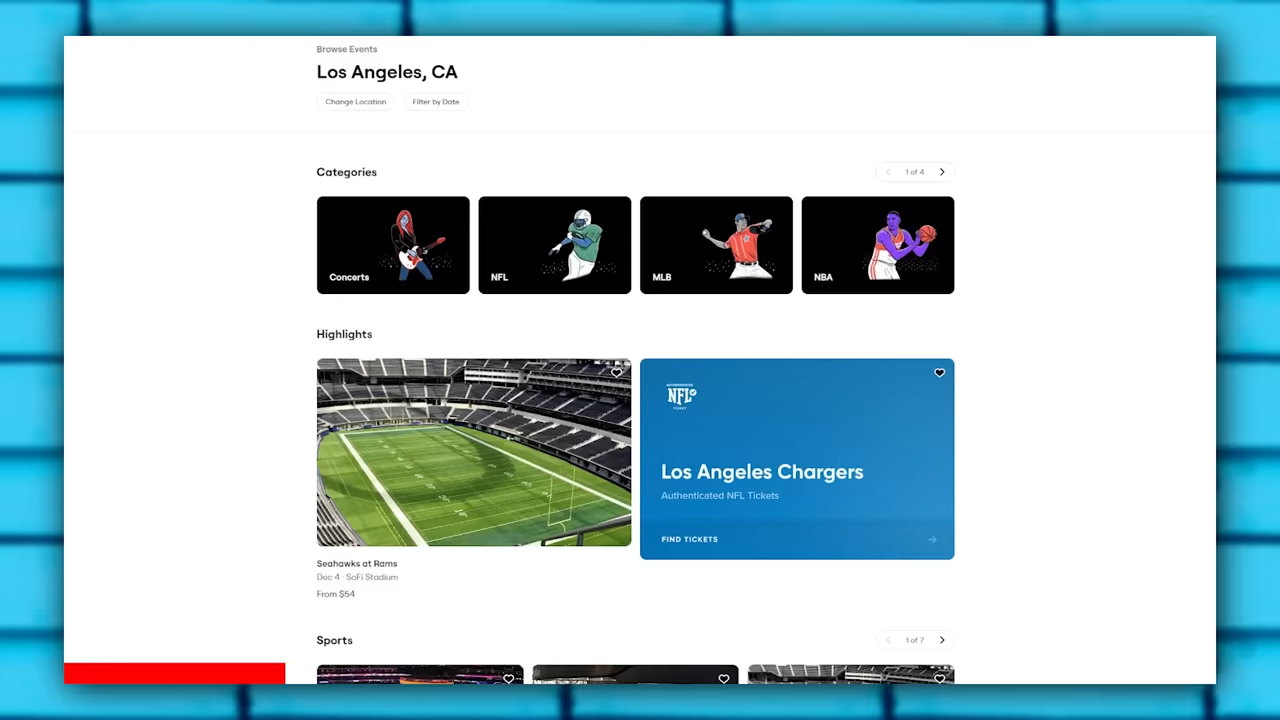 Browse Events
Los Angeles, CA
Change Location
Filter by Date
Categories
1 of 4
Concerts
NFL
MLB
NBA
Highlights
AUTHENTICATED
NFL
TICKET
Los Angeles Chargers
Authenticated NFL Tickets
FIND TICKETS
Seahawks at Rams
Dec 4 · SoFi Stadium
From $54
Sports
1 of 7